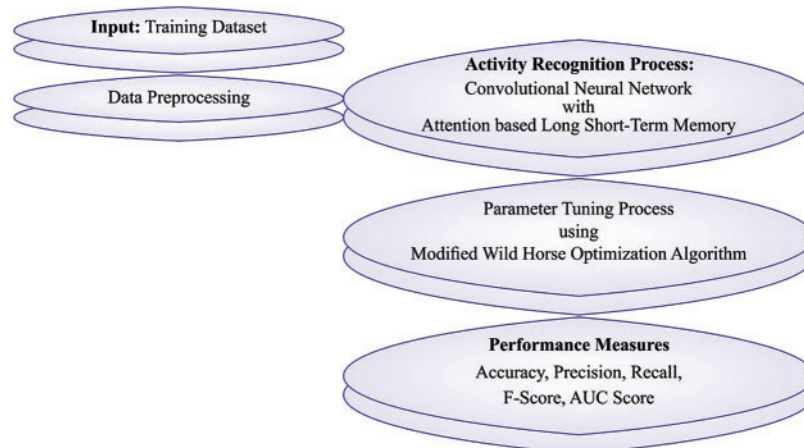 Input: Training Dataset
Data Preprocessing
Activity Recognition Process:
Convolutional Neural Network
with
Attention based Long Short-Term Memory
Parameter Tuning Process
using
Modified Wild Horse Optimization Algorithm
Performance Measures
Accuracy, Precision, Recall,
F-Score, AUC Score